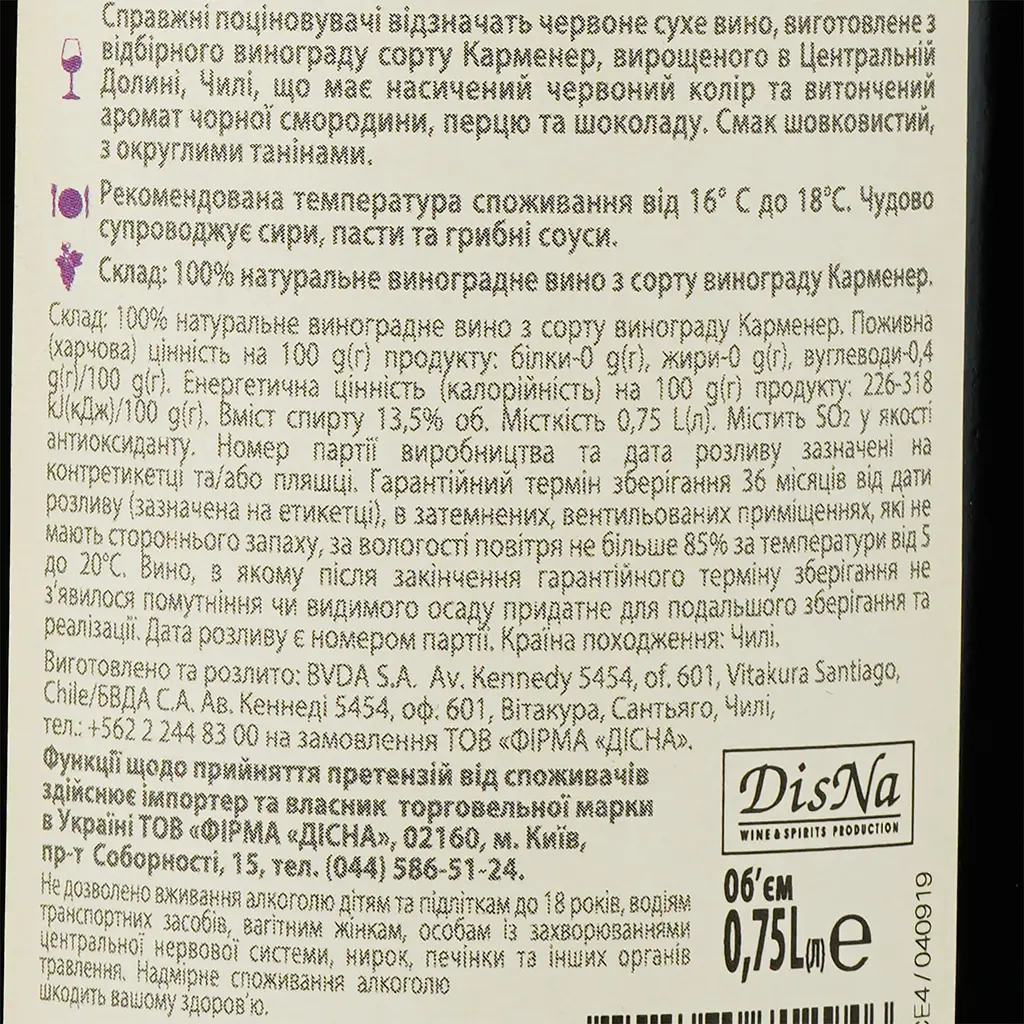 Справжні поціновувачі відзначать червоне сухе вино, виготовлене з
відбірного винограду сорту Карменер, вирощеного в Центральній
Долині, Чилі, що має насичений червоний колір та витончений
аромат чорної смородини, перцю та шоколаду. Смак шовковистий,
з округлими танінами.
Рекомендована температура споживання від 16° С до 18°С. Чудово
супроводжує сири, пасти та грибні соуси.
Склад: 100% натуральне виноградне вино з сорту винограду Карменер.
Склад: 100% натуральне виноградне вино з сорту винограду Карменер. Поживна
(харчова) цінність на 100 g(г) продукту: білки-0 g(г), жири-0 g(г), вуглеводи-0,4
g(г)/100 g(г). Енергетична цінність (калорійність) на 100 g(г) продукту: 226-318
kJ(кДж)/100 g(г). Вміст спирту 13,5% об. Місткість 0,75 L(л). Містить SO₂ у якості
антиоксиданту. Номер партії виробництва та дата розливу зазначені на
контретикетці та/або пляшці. Гарантійний термін зберігання 36 місяців від дати
розливу (зазначена на етикетці), в затемнених, вентильованих приміщеннях, які не
мають стороннього запаху, за вологості повітря не більше 85% за температури від 5
до 20°С. Вино, в якому після закінчення гарантійного терміну зберігання не
з’явилося помутніння чи видимого осаду придатне для подальшого зберігання та
реалізації. Дата розливу є номером партії. Країна походження: Чилі.
Виготовлено та розлито: BVDA S.A. Av. Kennedy 5454, of. 601, Vitakura Santiago,
Chile/БВДА С.А. Ав. Кеннеді 5454, оф. 601, Вітакура, Сантьяго, Чилі,
тел.: +562 2 244 83 00 на замовлення ТОВ «ФІРМА «ДІСНА».
Функції щодо прийняття претензій від споживачів
здійснює імпортер та власник торговельної марки
в Україні ТОВ «ФІРМА «ДІСНА», 02160, м. Київ,
пр-т Соборності, 15, тел. (044) 586-51-24.
Не дозволено вживання алкоголю дітям та підліткам до 18 років, водіям
транспортних засобів, вагітним жінкам, особам із захворюваннями
центральної нервової системи, нирок, печінки та інших органів
травлення. Надмірне споживання алкоголю
шкодить вашому здоров’ю.
DisNa
WINE & SPIRITS PRODUCTION
Об’єм
0,75L(л) e
CE4 / 040919